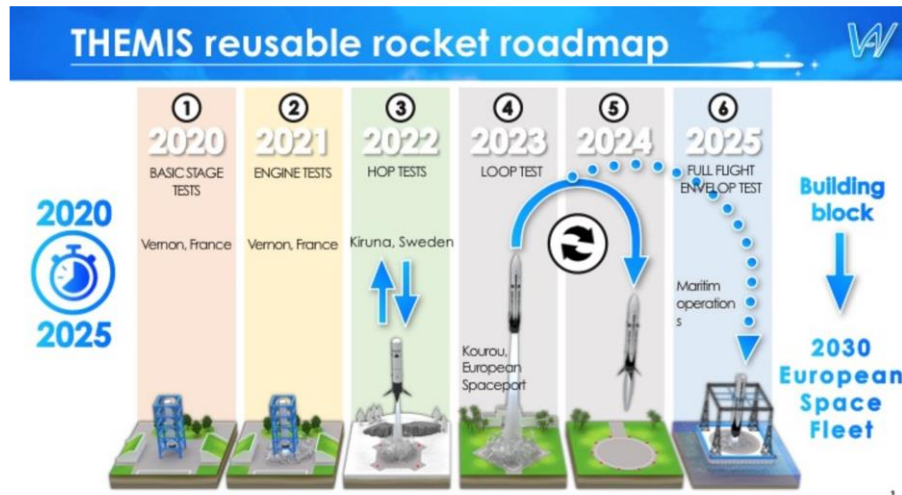 THEMIS reusable rocket roadmap
1
2020
BASIC STAGE
TESTS
Vernon, France
2
2021
ENGINE TESTS
Vernon, France
3
2022
HOP TESTS
Kiruna, Sweden
4
2023
LOOP TEST
Kourou,
European
Spaceport
5
2024
6
2025
FULL FLIGHT
ENVELOP TEST
Maritim
operation
s
2020
2025
Building
block
2030
European
Space
Fleet
1